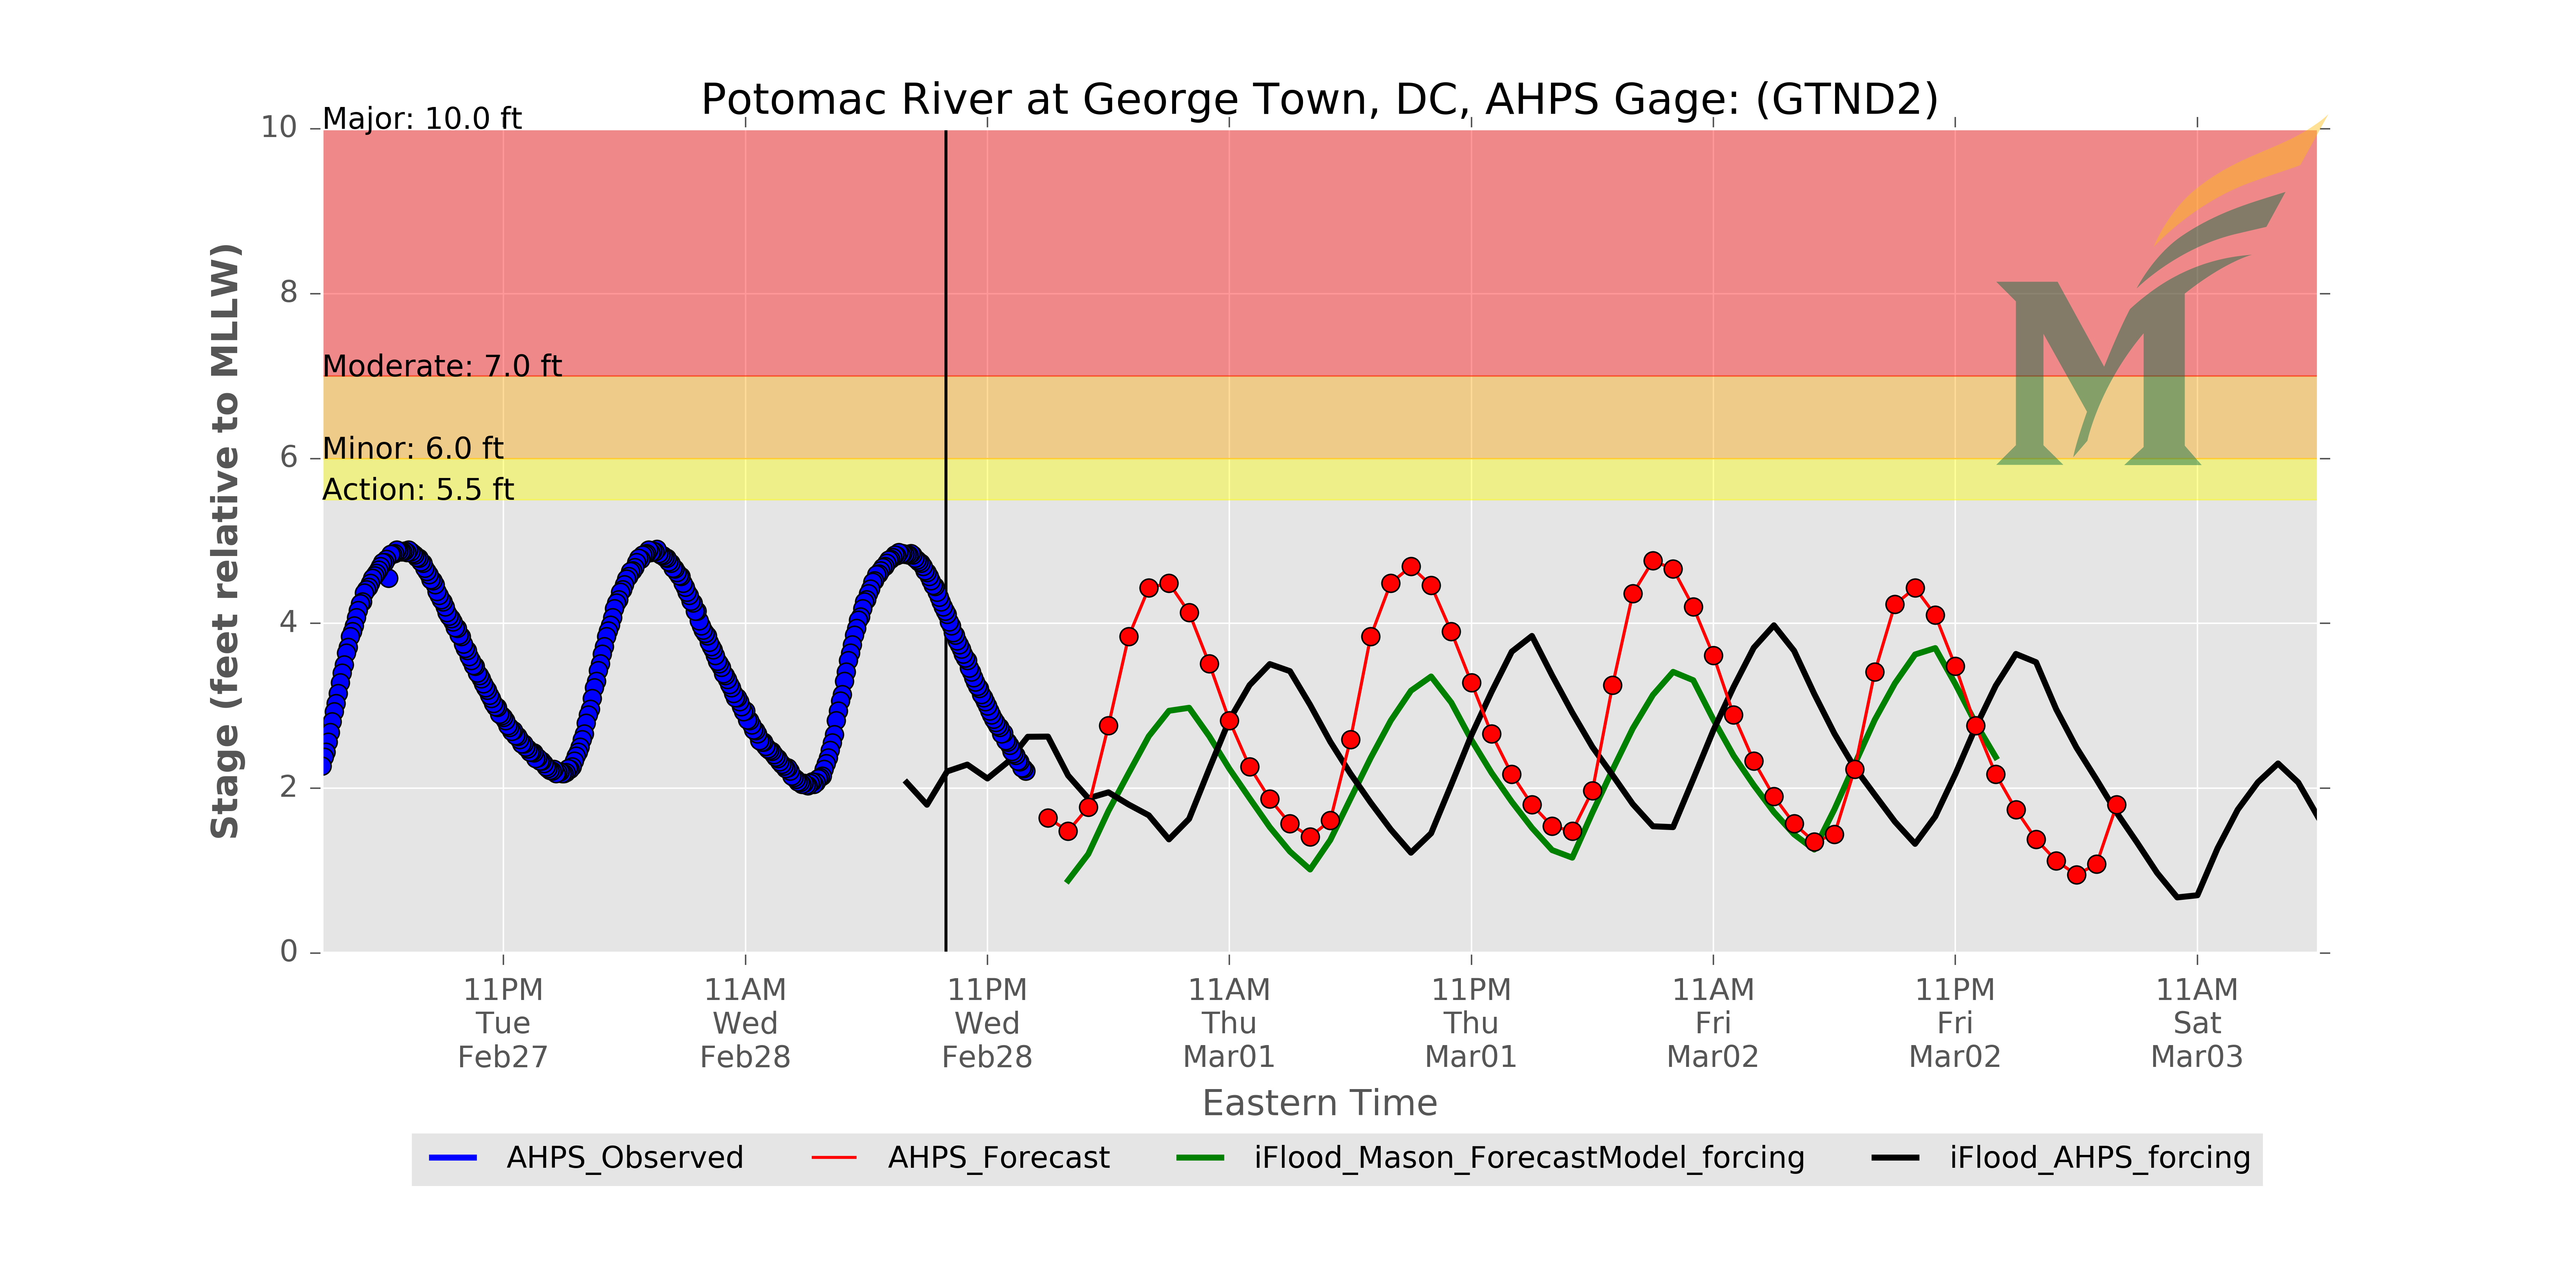 Potomac River at George Town, DC, AHPS Gage: (GTND2)
Stage (feet relative to MLLW)
10
8
6
4
2
0
Major: 10.0 ft
Moderate: 7.0 ft
Minor: 6.0 ft
Action: 5.5 ft
M
11PM 11AM 11PM 11AM 11PM 11AM 11PM 11AM
Tue Wed Wed Thu Thu Fri Fri Sat
Feb27 Feb28 Feb28 Mar01 Mar01 Mar02 Mar02 Mar03
Eastern Time
AHPS_Observed AHPS_Forecast iFlood_Mason_ForecastModel_forcing iFlood_AHPS_forcing